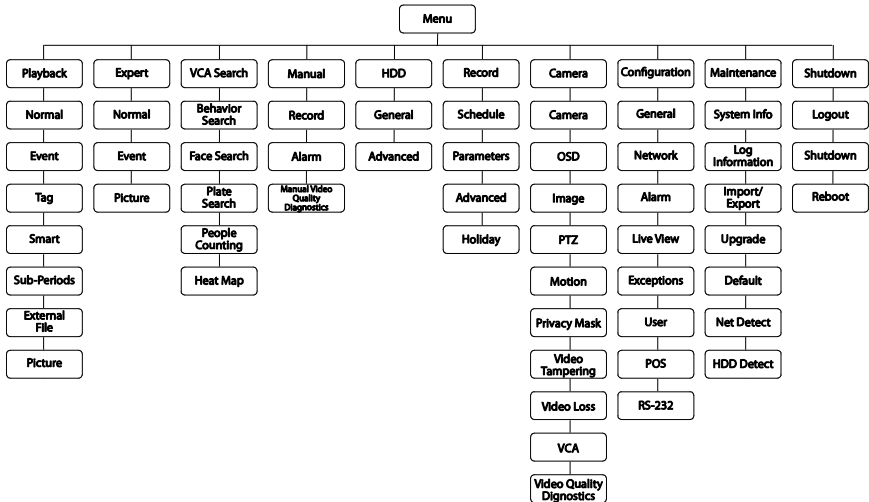 Menu
Playback
Expert
VCA Search
Manual
HDD
Record
Camera
Configuration
Maintenance
Shutdown
Normal
Normal
Behavior
Search
Record
General
Schedule
Camera
General
System Info
Logout
Event
Event
Face Search
Alarm
Advanced
Parameters
OSD
Network
Log
Information
Shutdown
Tag
Picture
Plate
Search
Manual Video
Quality
Diagnostics
Advanced
Image
Alarm
Import/
Export
Reboot
Smart
People
Counting
Holiday
PTZ
Live View
Upgrade
Sub-Periods
Heat Map
Motion
Exceptions
Default
External
File
Privacy Mask
User
Net Detect
Picture
Video
Tampering
POS
HDD Detect
Video Loss
RS-232
VCA
Video Quality
Dignostics